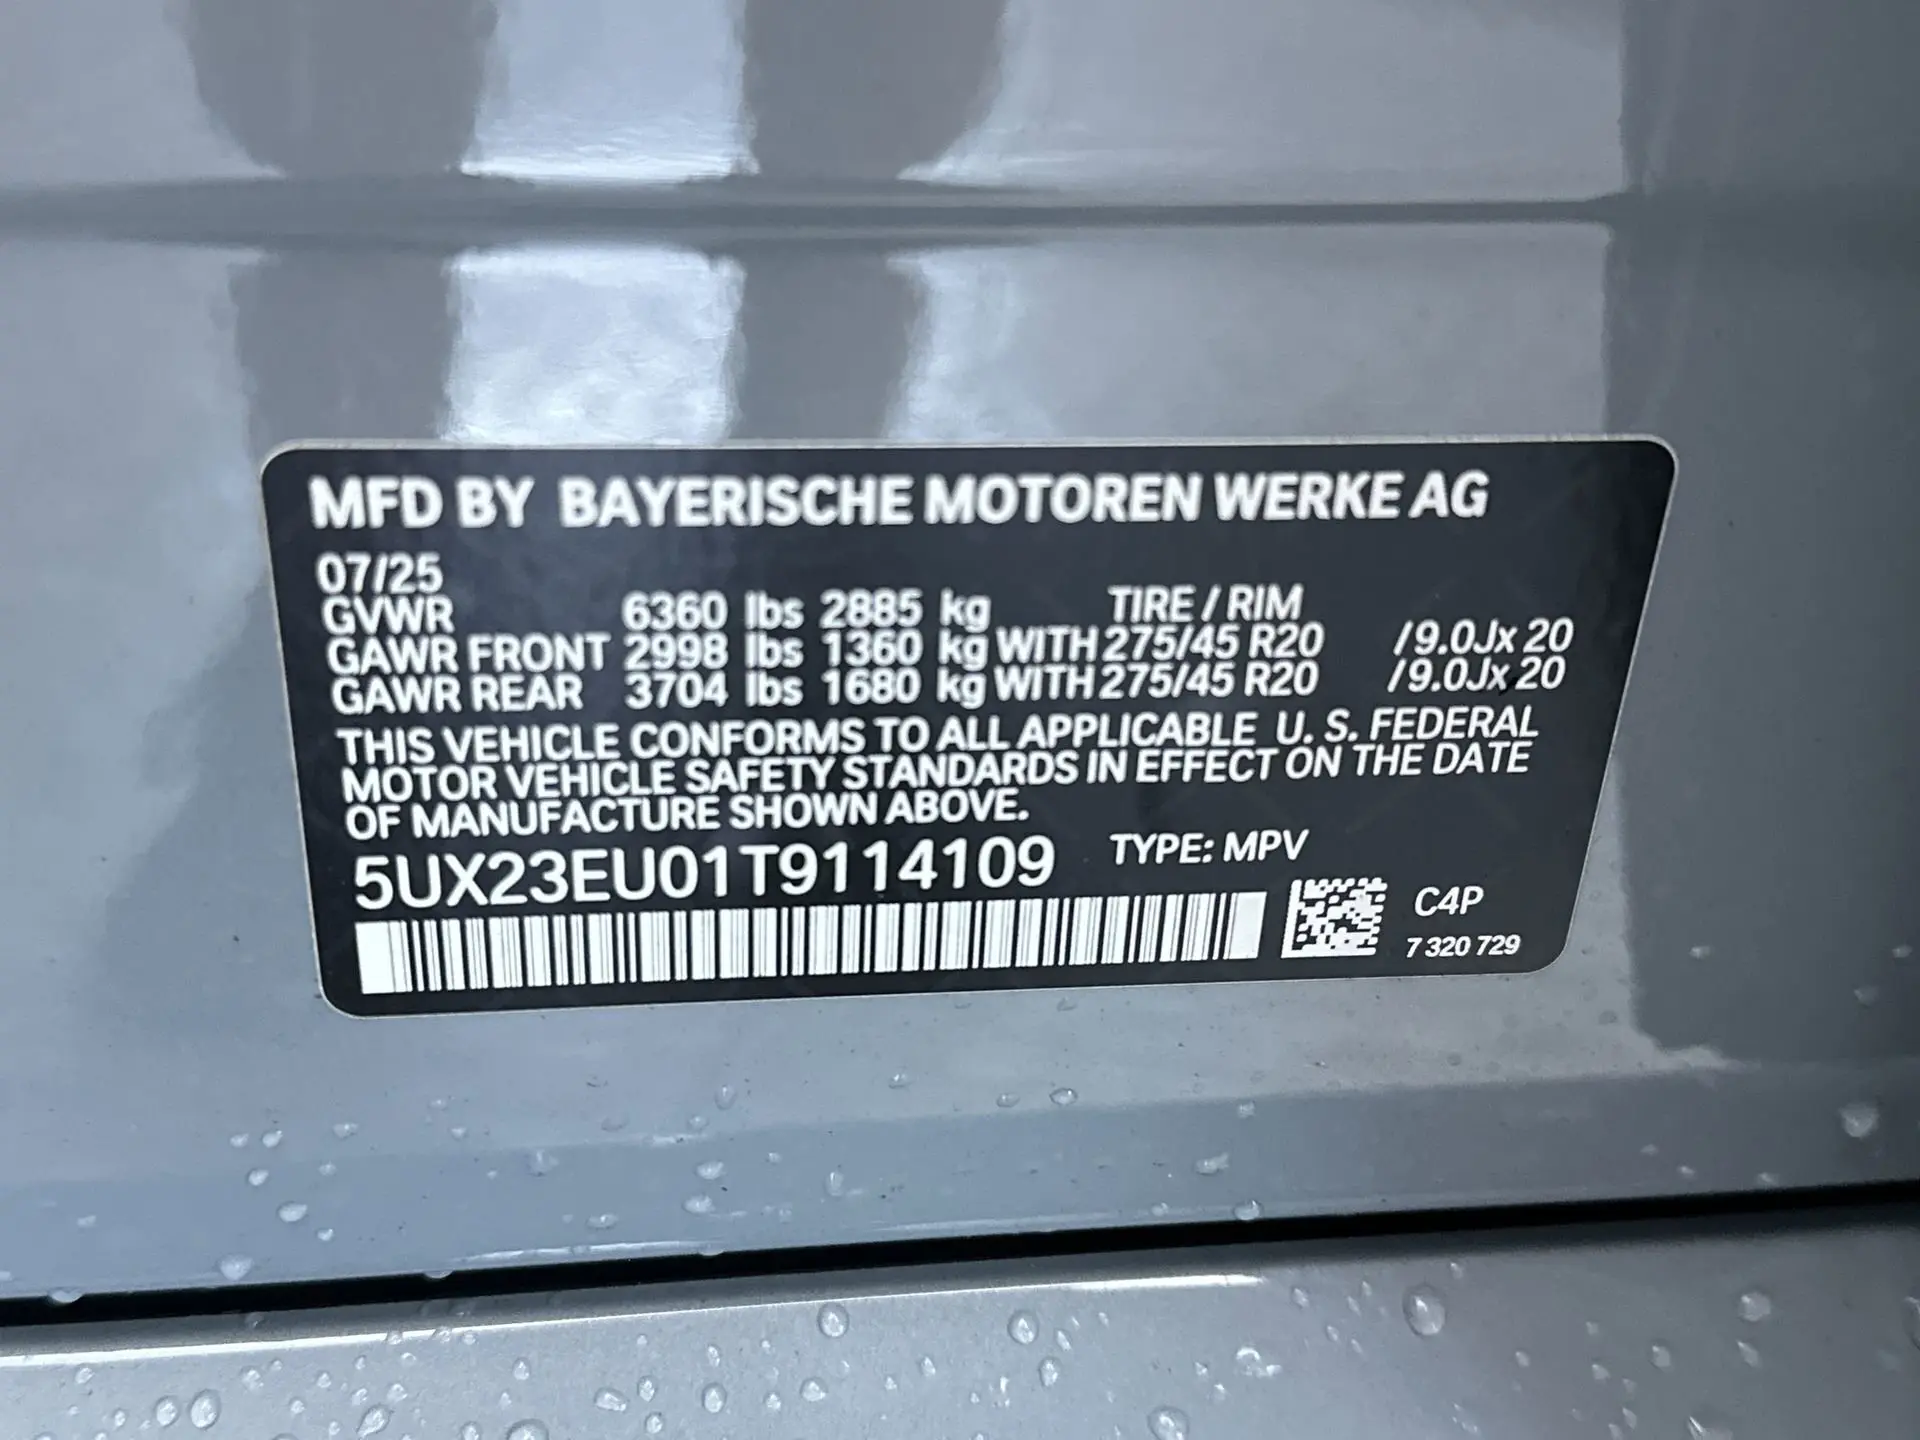 MFD BY BAYERISCHE MOTOREN WERKE AG
07/25
GVWR 6360 lbs 2885 kg TIRE / RIM
GAWR FRONT 2998 lbs 1360 kg WITH 275/45 R20 /9.0Jx 20
GAWR REAR 3704 lbs 1680 kg WITH 275/45 R20 /9.0Jx 20
THIS VEHICLE CONFORMS TO ALL APPLICABLE U. S. FEDERAL
MOTOR VEHICLE SAFETY STANDARDS IN EFFECT ON THE DATE
OF MANUFACTURE SHOWN ABOVE.
5UX23EU01T9114109 TYPE: MPV
C4P
7 320 729